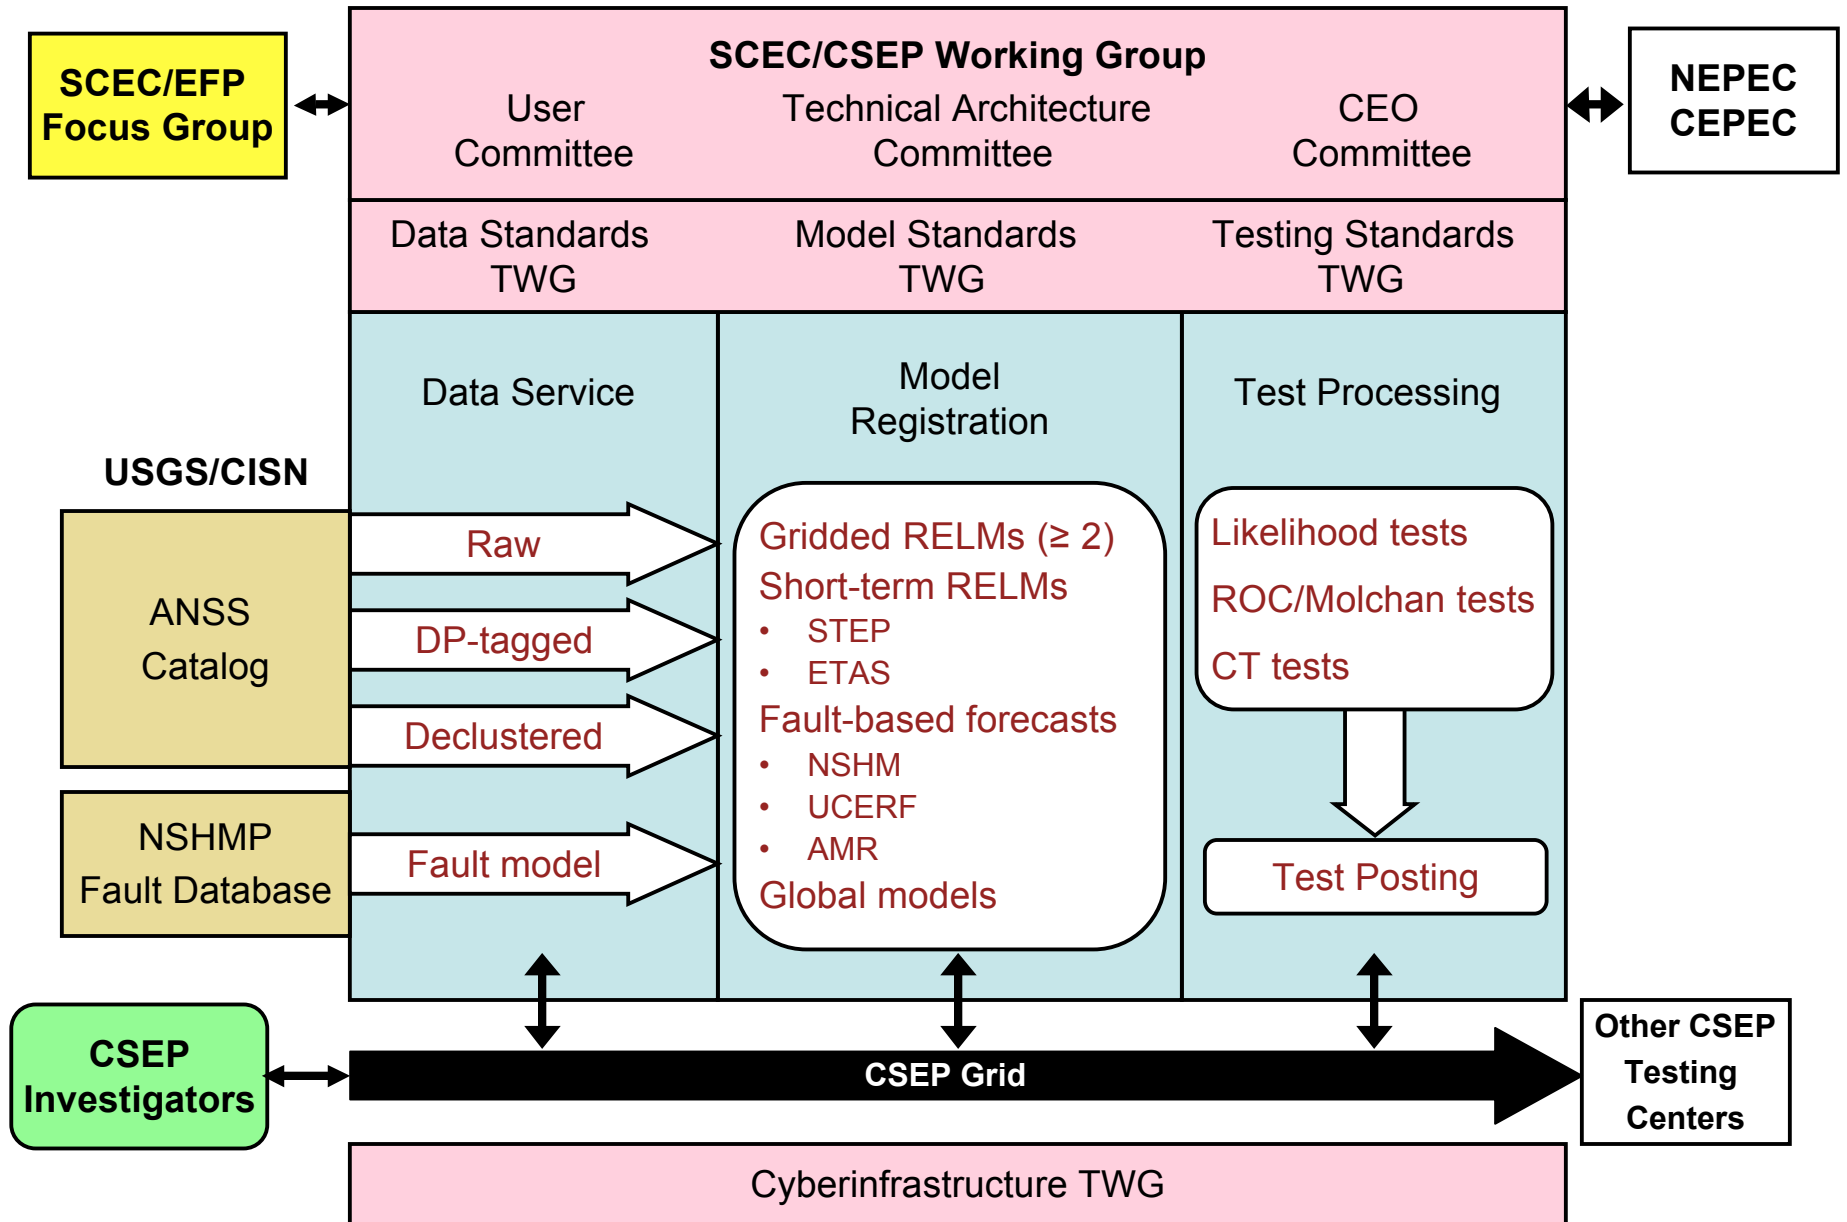 SCEC/EFP
Focus Group
SCEC/CSEP Working Group
User
Committee
Technical Architecture
Committee
CEO
Committee
NEPEC
CEPEC
Data Standards
TWG
Model Standards
TWG
Testing Standards
TWG
Data Service
Model
Registration
Test Processing
USGS/CISN
ANSS
Catalog
NSHMP
Fault Database
Raw
DP-tagged
Declustered
Fault model
Gridded RELMs (≥ 2)
Short-term RELMs
• STEP
• ETAS
Fault-based forecasts
• NSHM
• UCERF
• AMR
Global models
Likelihood tests
ROC/Molchan tests
CT tests
Test Posting
CSEP
Investigators
CSEP Grid
Other CSEP
Testing
Centers
Cyberinfrastructure TWG